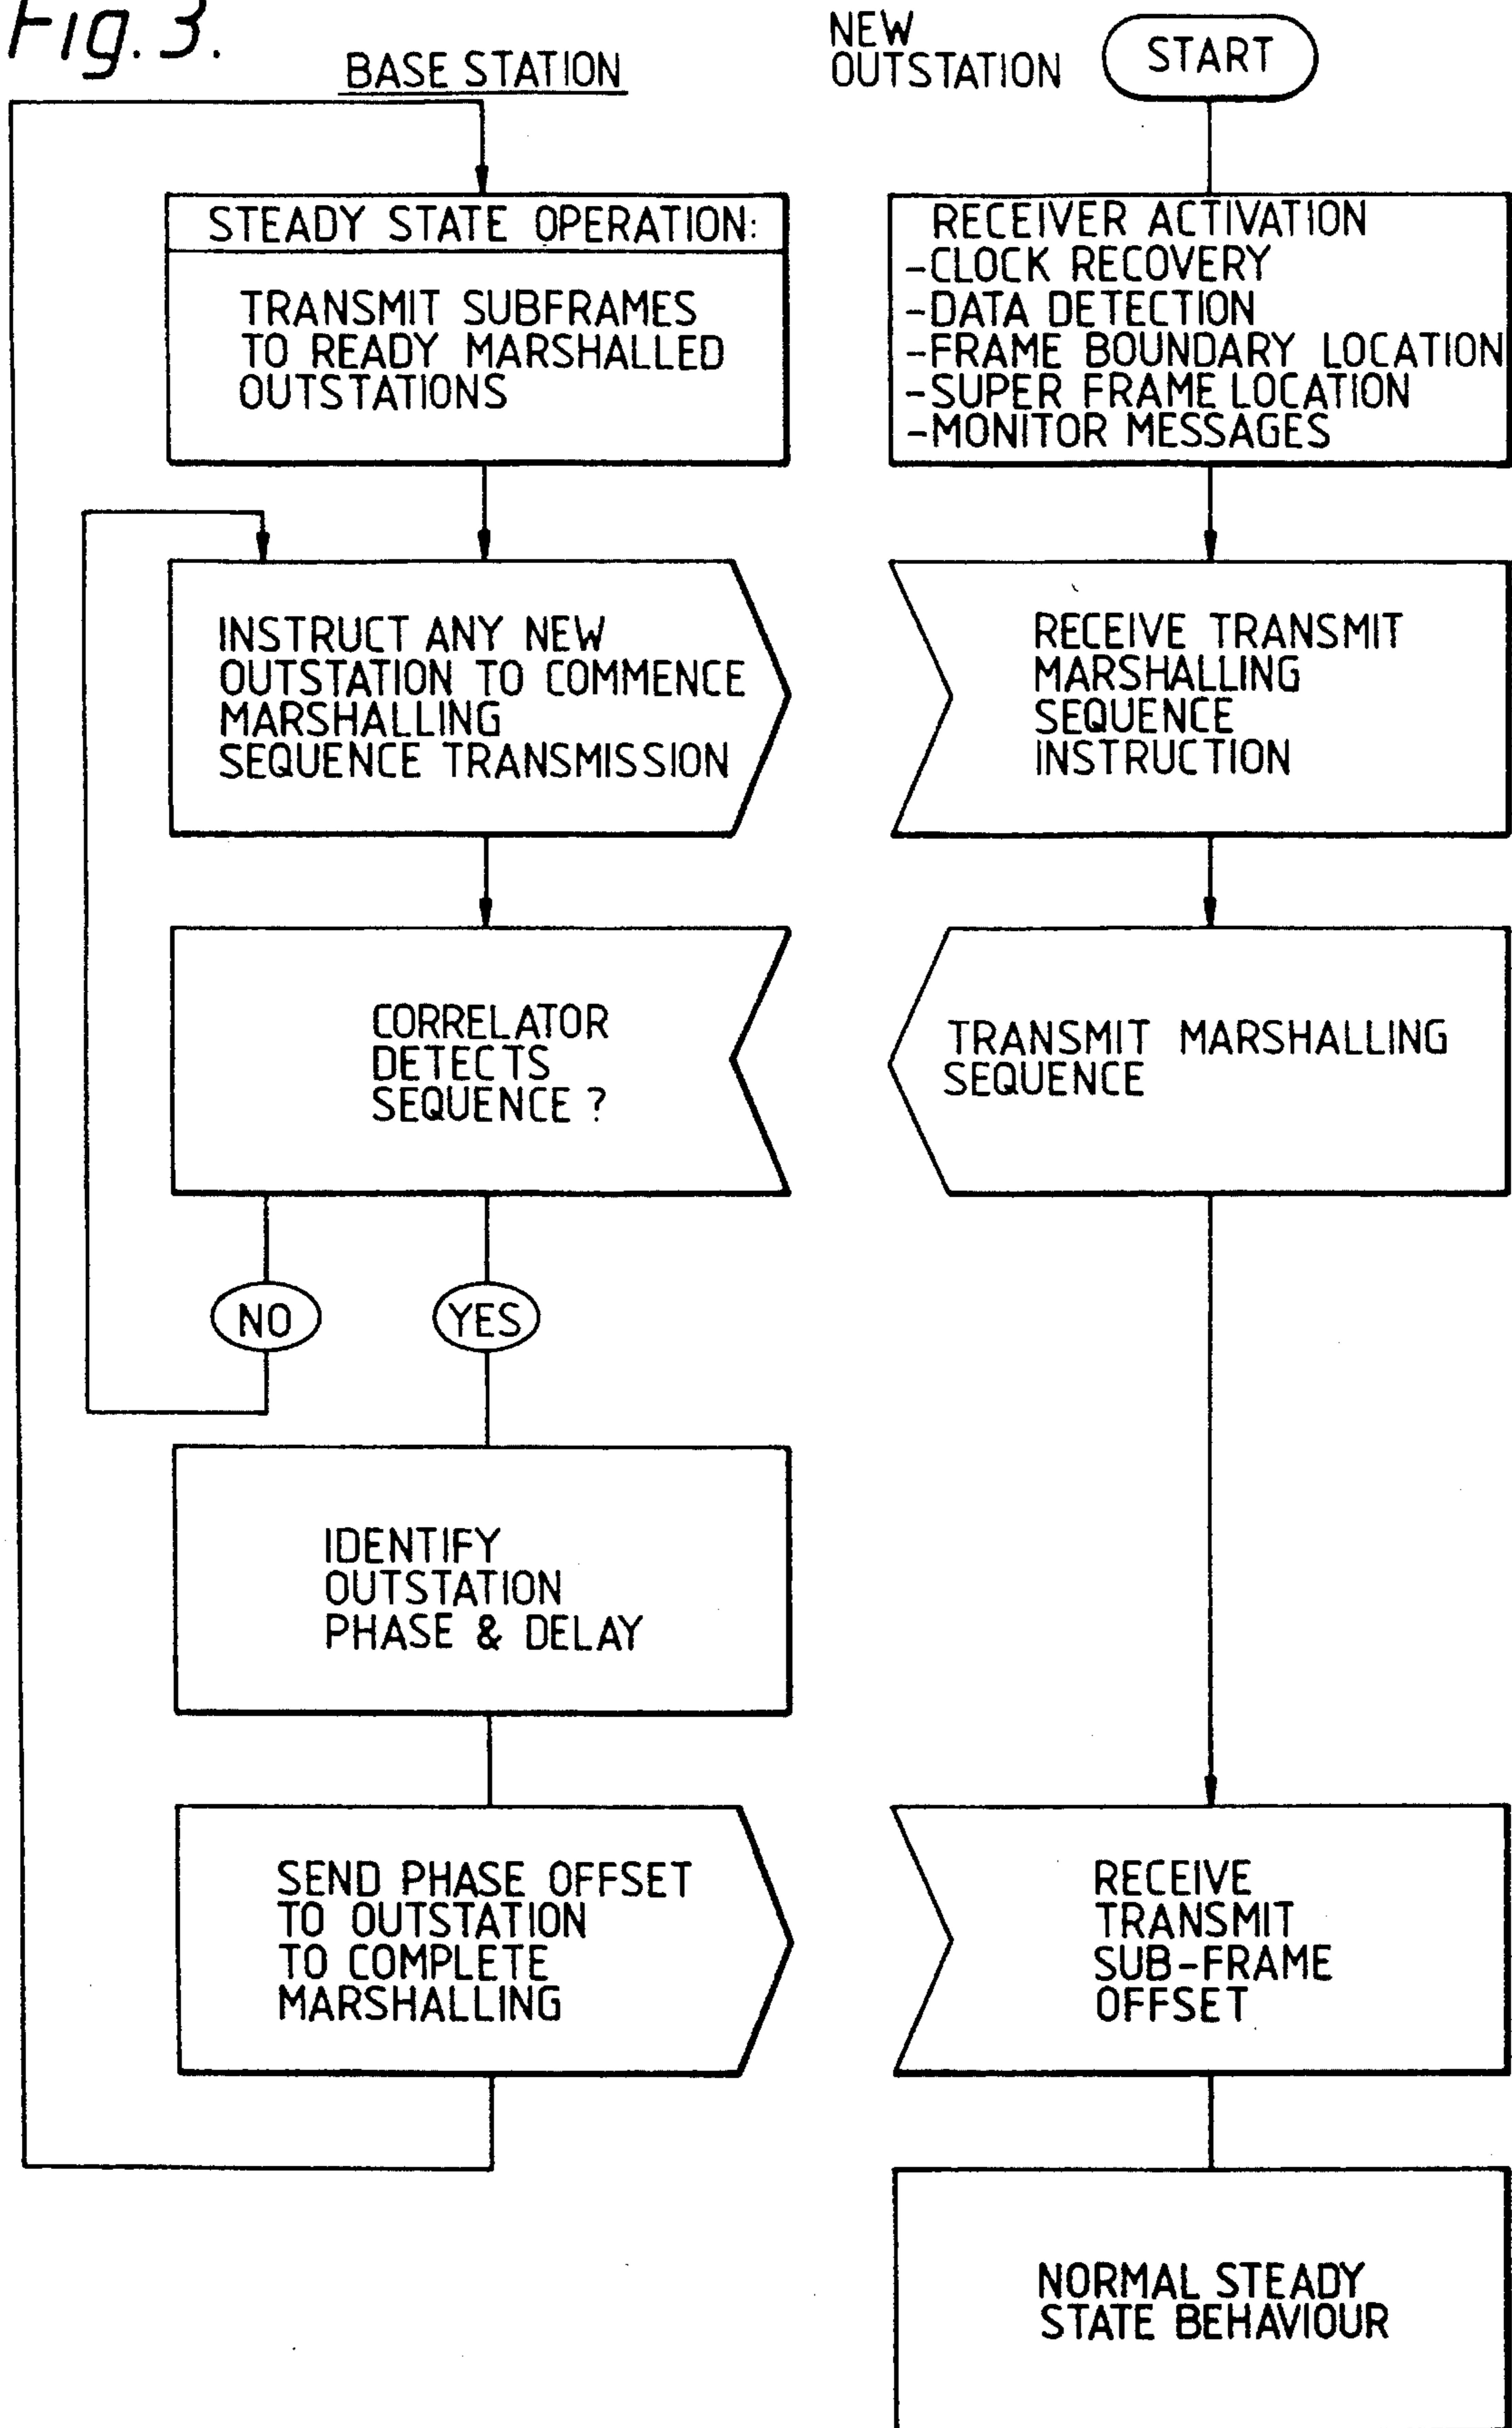 Fig. 3.
BASE STATION
STEADY STATE OPERATION:
TRANSMIT SUBFRAMES
TO READY MARSHALLED
OUTSTATIONS
INSTRUCT ANY NEW
OUTSTATION TO COMMENCE
MARSHALLING
SEQUENCE TRANSMISSION
CORRELATOR
DETECTS
SEQUENCE ?
NO
YES
IDENTIFY
OUTSTATION
PHASE & DELAY
SEND PHASE OFFSET
TO OUTSTATION
TO COMPLETE
MARSHALLING
NEW
OUTSTATION
START
RECEIVER ACTIVATION
-CLOCK RECOVERY
-DATA DETECTION
-FRAME BOUNDARY LOCATION
-SUPER FRAME LOCATION
-MONITOR MESSAGES
RECEIVE TRANSMIT
MARSHALLING
SEQUENCE
INSTRUCTION
TRANSMIT MARSHALLING
SEQUENCE
RECEIVE
TRANSMIT
SUB-FRAME
OFFSET
NORMAL STEADY
STATE BEHAVIOUR